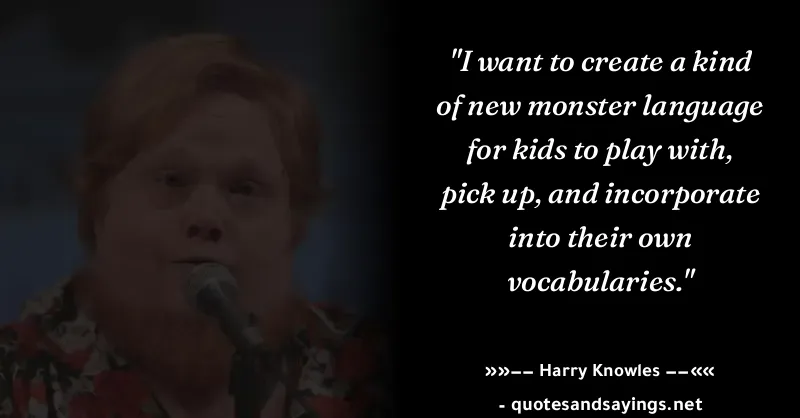 "I want to create a kind
of new monster language
for kids to play with,
pick up, and incorporate
into their own
vocabularies."
»»–– Harry Knowles ––««
- quotesandsayings.net